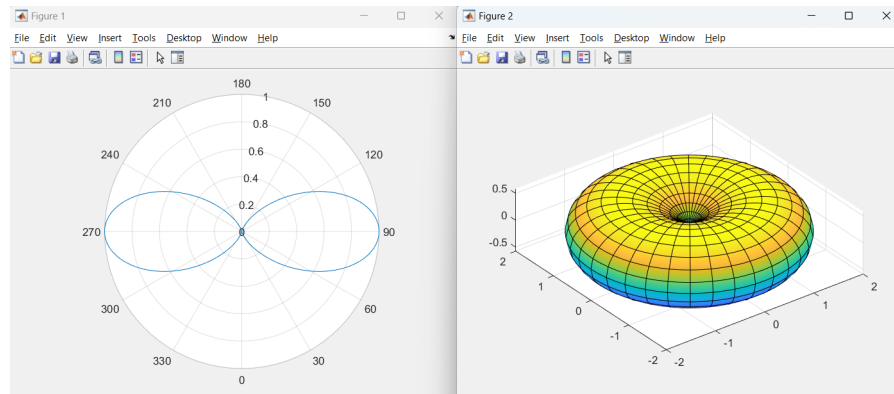 Figure 1
File Edit View Insert Tools Desktop Window Help
180
210 1 150
0.8
240 0.6 120
0.4
0.2
270 0 90
300 60
330 30
0
Figure 2
File Edit View Insert Tools Desktop Window Help
0.5
0
-0.5
2
1
0
-1
-2 -2
-1
0
1
2